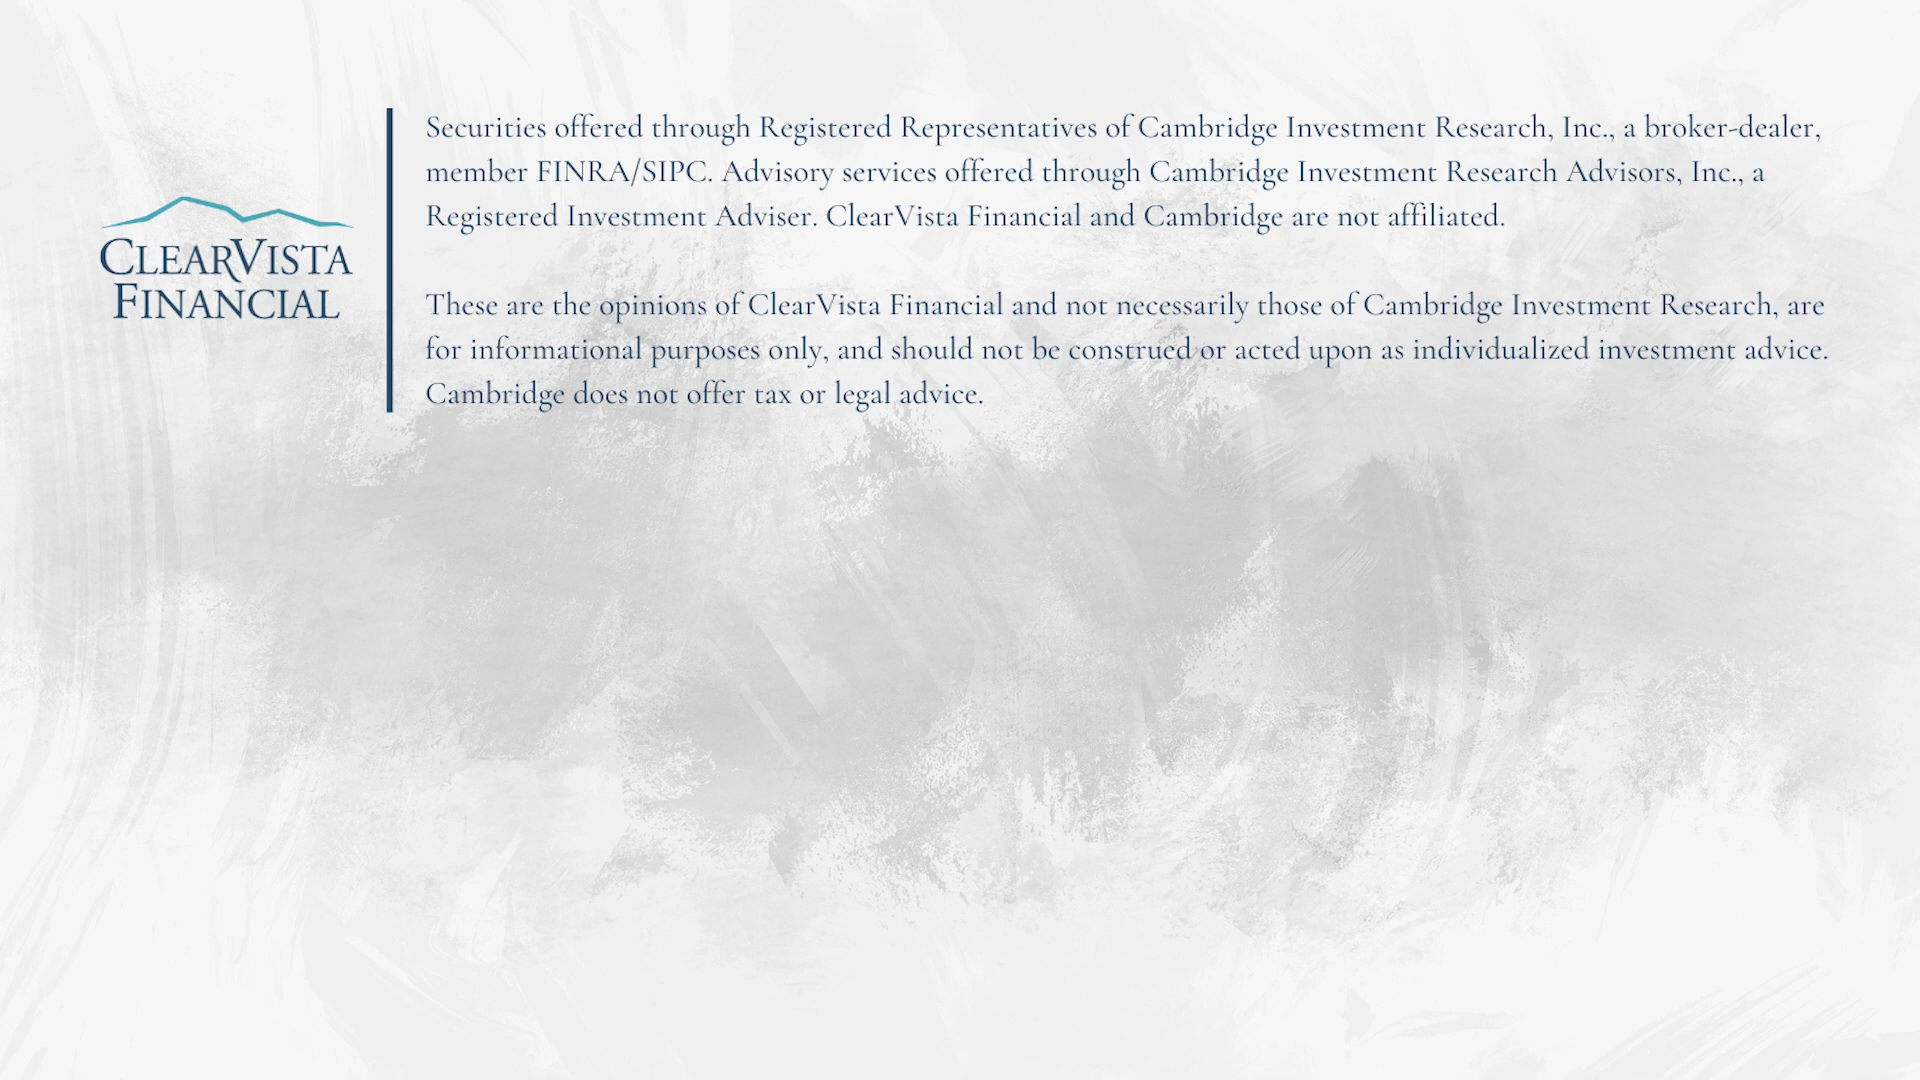 CLEARVISTA
FINANCIAL
Securities offered through Registered Representatives of Cambridge Investment Research, Inc., a broker-dealer,
member FINRA/SIPC. Advisory services offered through Cambridge Investment Research Advisors, Inc., a
Registered Investment Adviser. ClearVista Financial and Cambridge are not affiliated.
These are the opinions of ClearVista Financial and not necessarily those of Cambridge Investment Research, are
for informational purposes only, and should not be construed or acted upon as individualized investment advice.
Cambridge does not offer tax or legal advice.